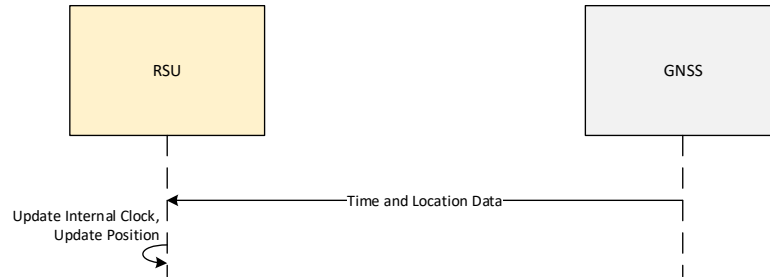 RSU
GNSS
Time and Location Data
Update Internal Clock,
Update Position